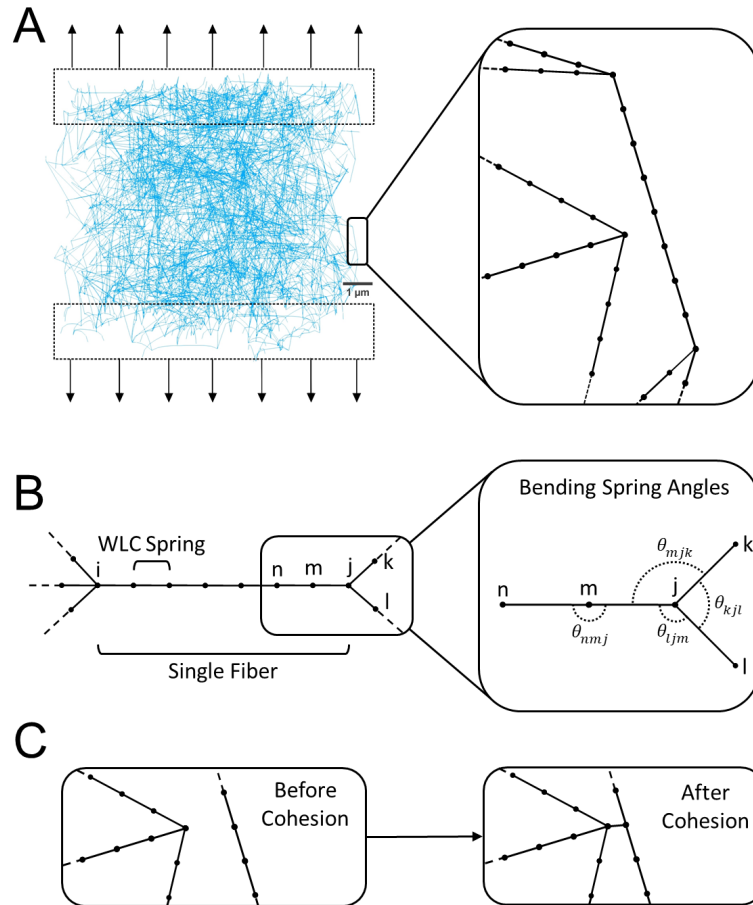 A
1 μm
B
Bending Spring Angles
WLC Spring
i
n
m
j
k
l
Single Fiber
n
m
j
k
l
θmjk
θkjl
θnmj
θljm
C
Before
Cohesion
After
Cohesion